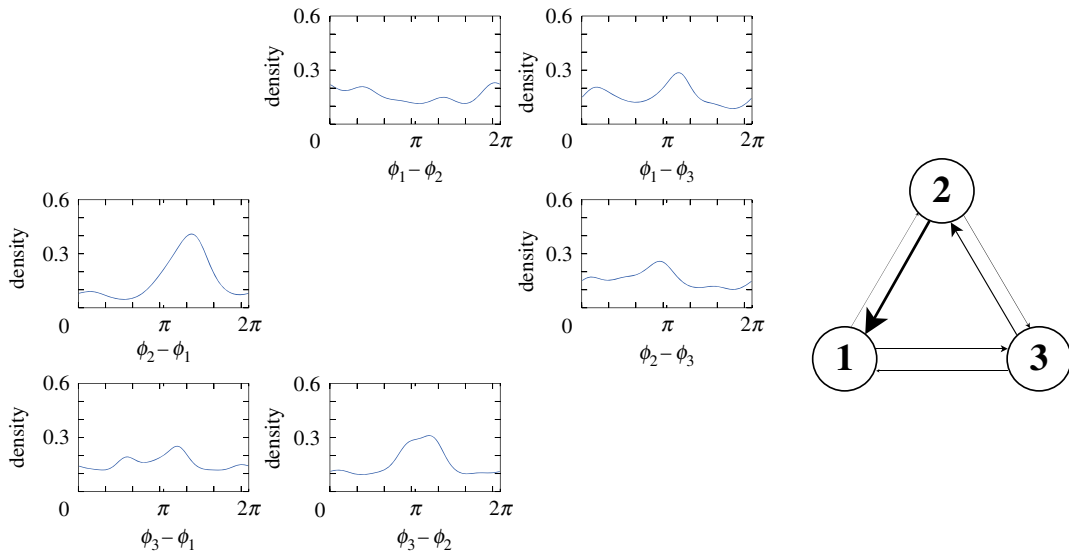 0.6 0.6
density 0.3 density 0.3
0 π 2π 0 π 2π
ϕ1 – ϕ2 ϕ1 – ϕ3
0.6 0.6
density 0.3 density 0.3
0 π 2π 0 π 2π
ϕ2 – ϕ1 ϕ2 – ϕ3
2
1 3
0.6 0.6
density 0.3 density 0.3
0 π 2π 0 π 2π
ϕ3 – ϕ1 ϕ3 – ϕ2